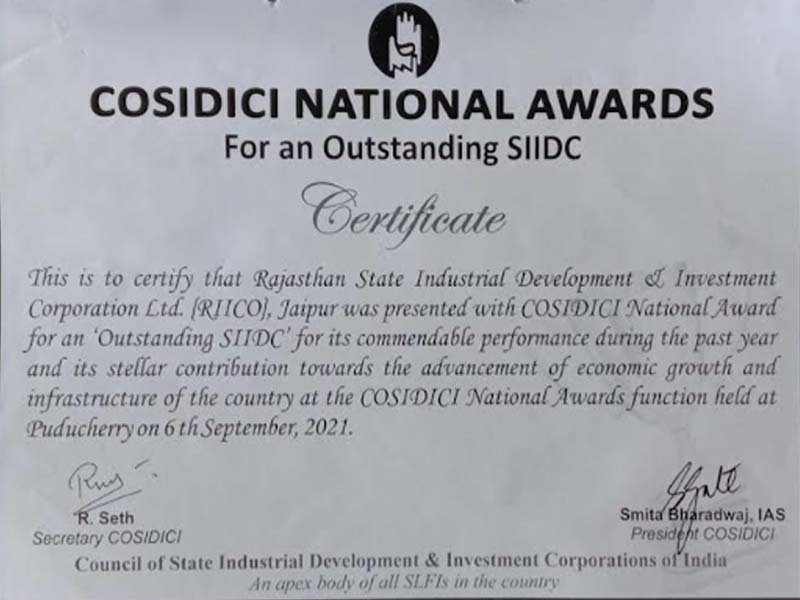 COSIDICI NATIONAL AWARDS
For an Outstanding SIIDC
Certificate
This is to certify that Rajasthan State Industrial Development & Investment
Corporation Ltd. {RIICO}, Jaipur was presented with COSIDICI National Award
for an 'Outstanding SIIDC' for its commendable performance during the past year
and its stellar contribution towards the advancement of economic growth and
infrastructure of the country at the COSIDICI National Awards function held at
Puducherry on 6th September, 2021.
R. Seth
Secretary COSIDICI
Smita Bharadwaj, IAS
President COSIDICI
Council of State Industrial Development & Investment Corporations of India
An apex body of all SLFIs in the country